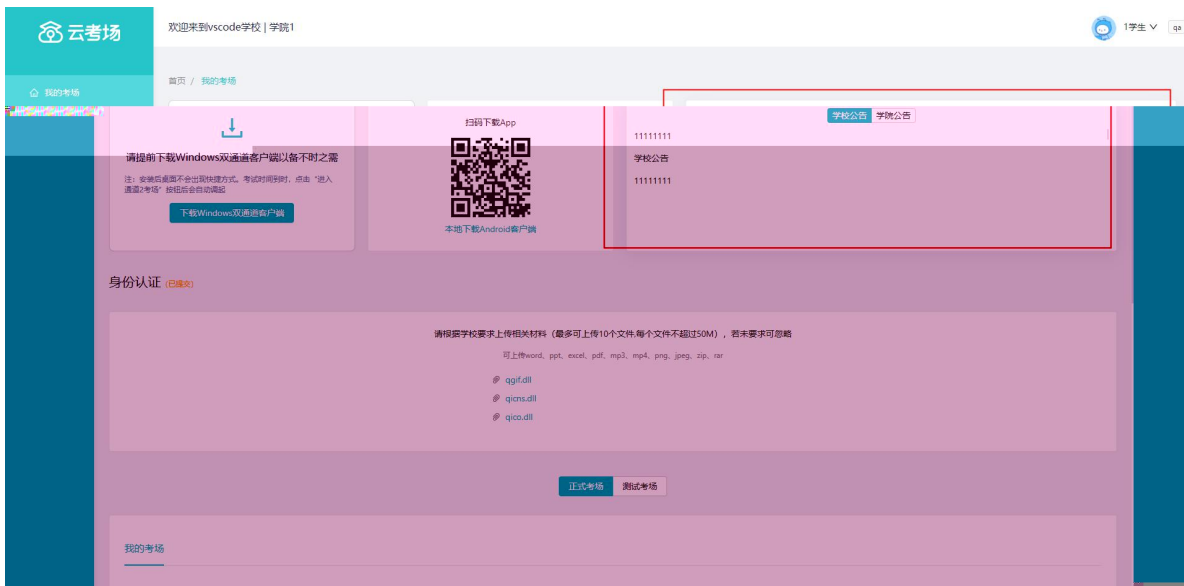 云考场
欢迎来到vscode学校 | 学院1
1学生
qa
我的考场
首页 / 我的考场
请提前下载Windows双通道客户端以备不时之需
注：安装后桌面不会出现快捷方式。考试时间到时，点击“进入
通道2考场”按钮后会自动调起
下载Windows双通道客户端
扫码下载App
本地下载Android客户端
学校公告 学院公告
11111111
学校公告
11111111
身份认证 (已提交)
请根据学校要求上传相关材料（最多可上传10个文件,每个文件不超过50M），若未要求可忽略
可上传word、ppt、excel、pdf、mp3、mp4、png、jpeg、zip、rar
qgif.dll
qicns.dll
qico.dll
正式考场 测试考场
我的考场